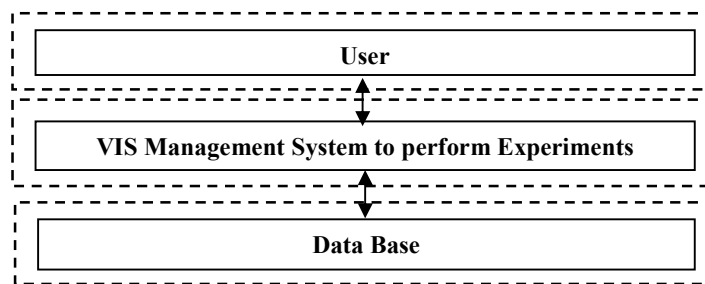 User
VIS Management System to perform Experiments
Data Base